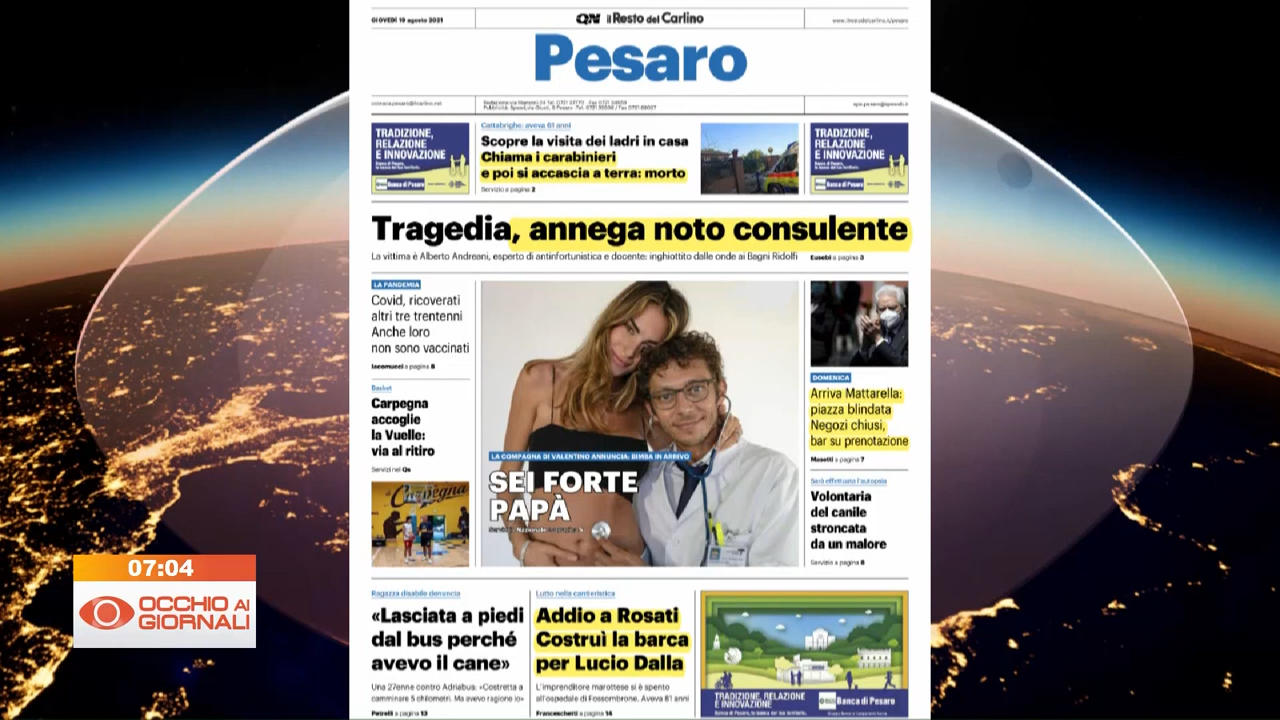 GIOVEDÌ 19 agosto 2021
QN il Resto del Carlino
Pesaro
TRADIZIONE,
RELAZIONE
E INNOVAZIONE
Banca di Pesaro
Cattabrighe: aveva 61 anni
Scopre la visita dei ladri in casa
Chiama i carabinieri
e poi si accascia a terra: morto
Servizio a pagina 2
TRADIZIONE,
RELAZIONE
E INNOVAZIONE
Banca di Pesaro
Tragedia, annega noto consulente
La vittima è Alberto Andreani, esperto di antinfortunistica e docente: inghiottito dalle onde ai Bagni Ridolfi
Eusebi a pagina 3
LA PANDEMIA
Covid, ricoverati
altri tre trentenni
Anche loro
non sono vaccinati
Iacomucci a pagina 8
Basket
Carpegna
accoglie
la Vuelle:
via al ritiro
Servizi nel Qs
Carpegna
LA COMPAGNA DI VALENTINO ANNUNCIA: BIMBA IN ARRIVO
SEI FORTE
PAPÀ
DOMENICA
Arriva Mattarella:
piazza blindata
Negozi chiusi,
bar su prenotazione
Masetti a pagina 7
Sarà effettuata l'autopsia
Volontaria
del canile
stroncata
da un malore
Servizio a pagina 8
07:04
OCCHIO AI
GIORNALI
Ragazza disabile denuncia
«Lasciata a piedi
dal bus perché
avevo il cane»
Una 27enne contro Adriabus: «Costretta a
camminare 5 chilometri. Ma avevo ragione io»
Petrelli a pagina 13
Lutto nella cantieristica
Addio a Rosati
Costruì la barca
per Lucio Dalla
L'imprenditore marottese si è spento
all'ospedale di Fossombrone. Aveva 81 anni
Franceschetti a pagina 14
TRADIZIONE, RELAZIONE
E INNOVAZIONE
Banca di Pesaro